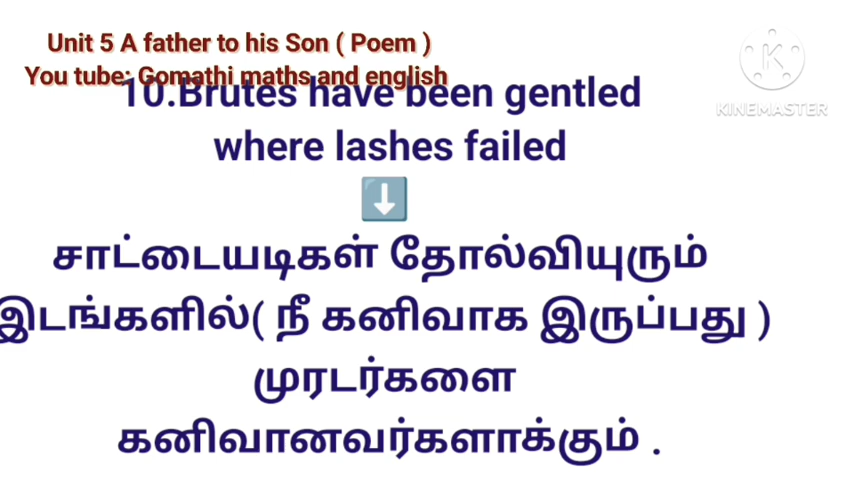 Unit 5 A father to his Son ( Poem )
You tube: Gomathi maths and english
KINEMASTER
10.Brutes have been gentled
where lashes failed
சாட்டையடிகள் தோல்வியுரும்
இடங்களில்( நீ கனிவாக இருப்பது )
முரடர்களை
கனிவானவர்களாக்கும் .